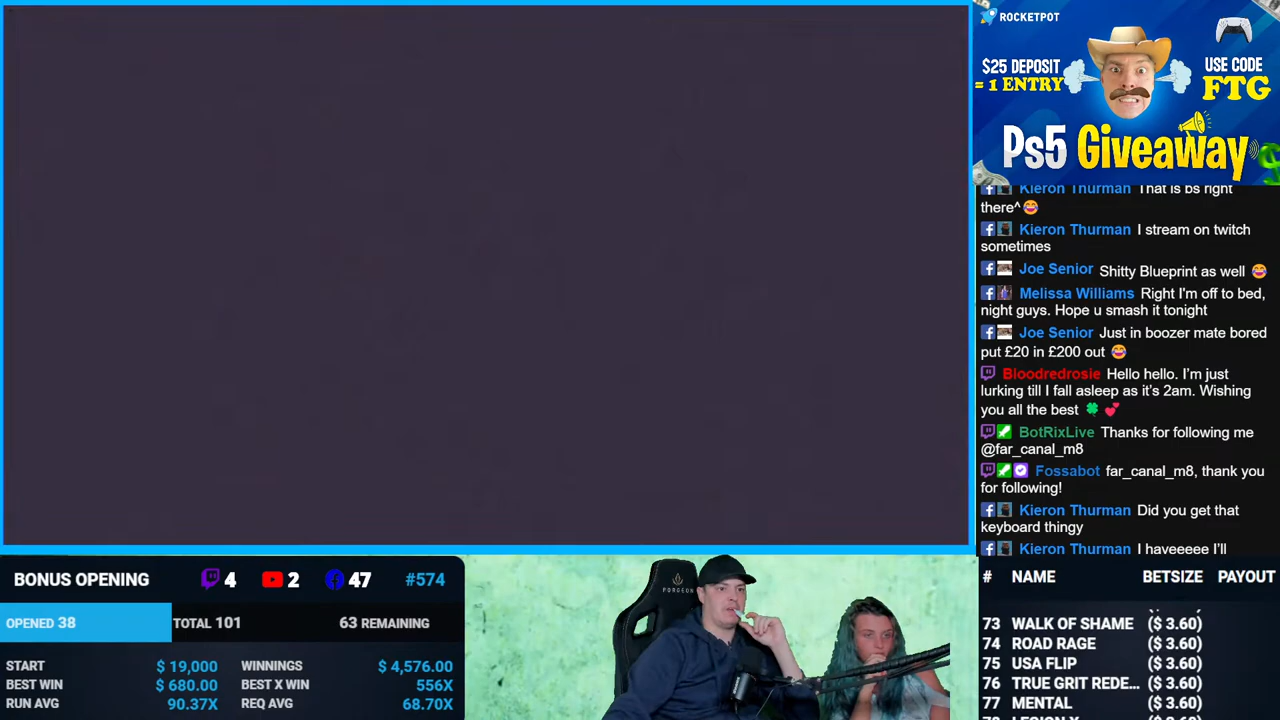 ROCKETPOT
$25 DEPOSIT
= 1 ENTRY
USE CODE
FTG
Ps5 Giveaway
Kieron Thurman That is bs right
there^😂
Kieron Thurman I stream on twitch
sometimes
Joe Senior Shitty Blueprint as well 😂
Melissa Williams Right I'm off to bed,
night guys. Hope u smash it tonight
Joe Senior Just in boozer mate bored
put £20 in £200 out 😂
Bloodredrosie Hello hello. I'm just
lurking till I fall asleep as it's 2am. Wishing
you all the best 🍀 💕
BotRixLive Thanks for following me
@far_canal_m8
Fossabot far_canal_m8, thank you
for following!
Kieron Thurman Did you get that
keyboard thingy
Kieron Thurman I haveeeee I'll
BONUS OPENING 4 2 47 #574
OPENED 38 TOTAL 101 63 REMAINING
START $ 19,000 WINNINGS $ 4,576.00
BEST WIN $ 680.00 BEST X WIN 556X
RUN AVG 90.37X REQ AVG 68.70X
# NAME BETSIZE PAYOUT
73 WALK OF SHAME ($ 3.60)
74 ROAD RAGE ($ 3.60)
75 USA FLIP ($ 3.60)
76 TRUE GRIT REDE... ($ 3.60)
77 MENTAL ($ 3.60)